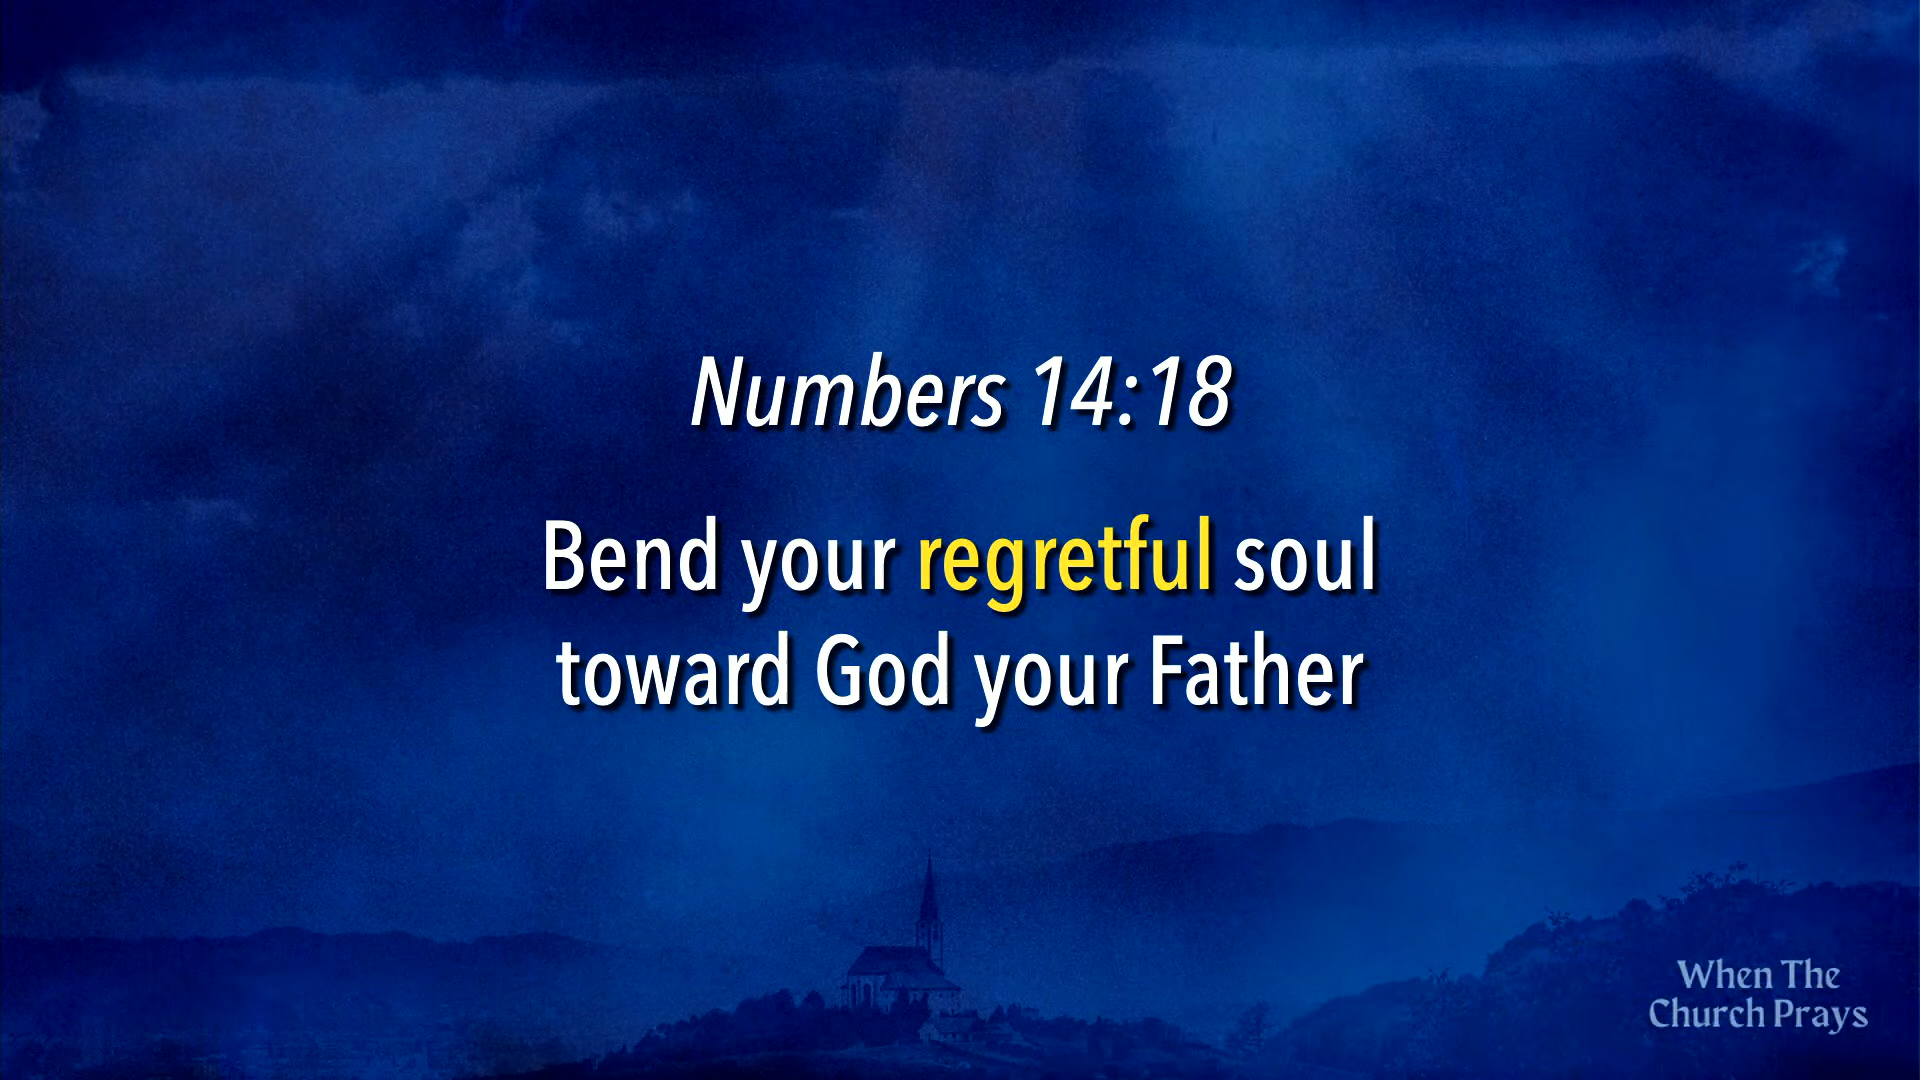 Numbers 14:18
Bend your regretful soul
toward God your Father
When The
Church Prays